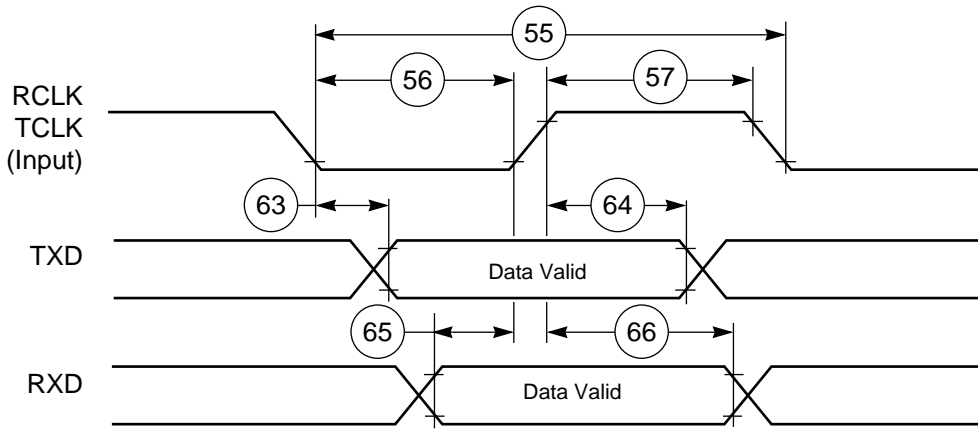 55
56
57
RCLK
TCLK
(Input)
63
64
TXD
Data Valid
65
66
RXD
Data Valid